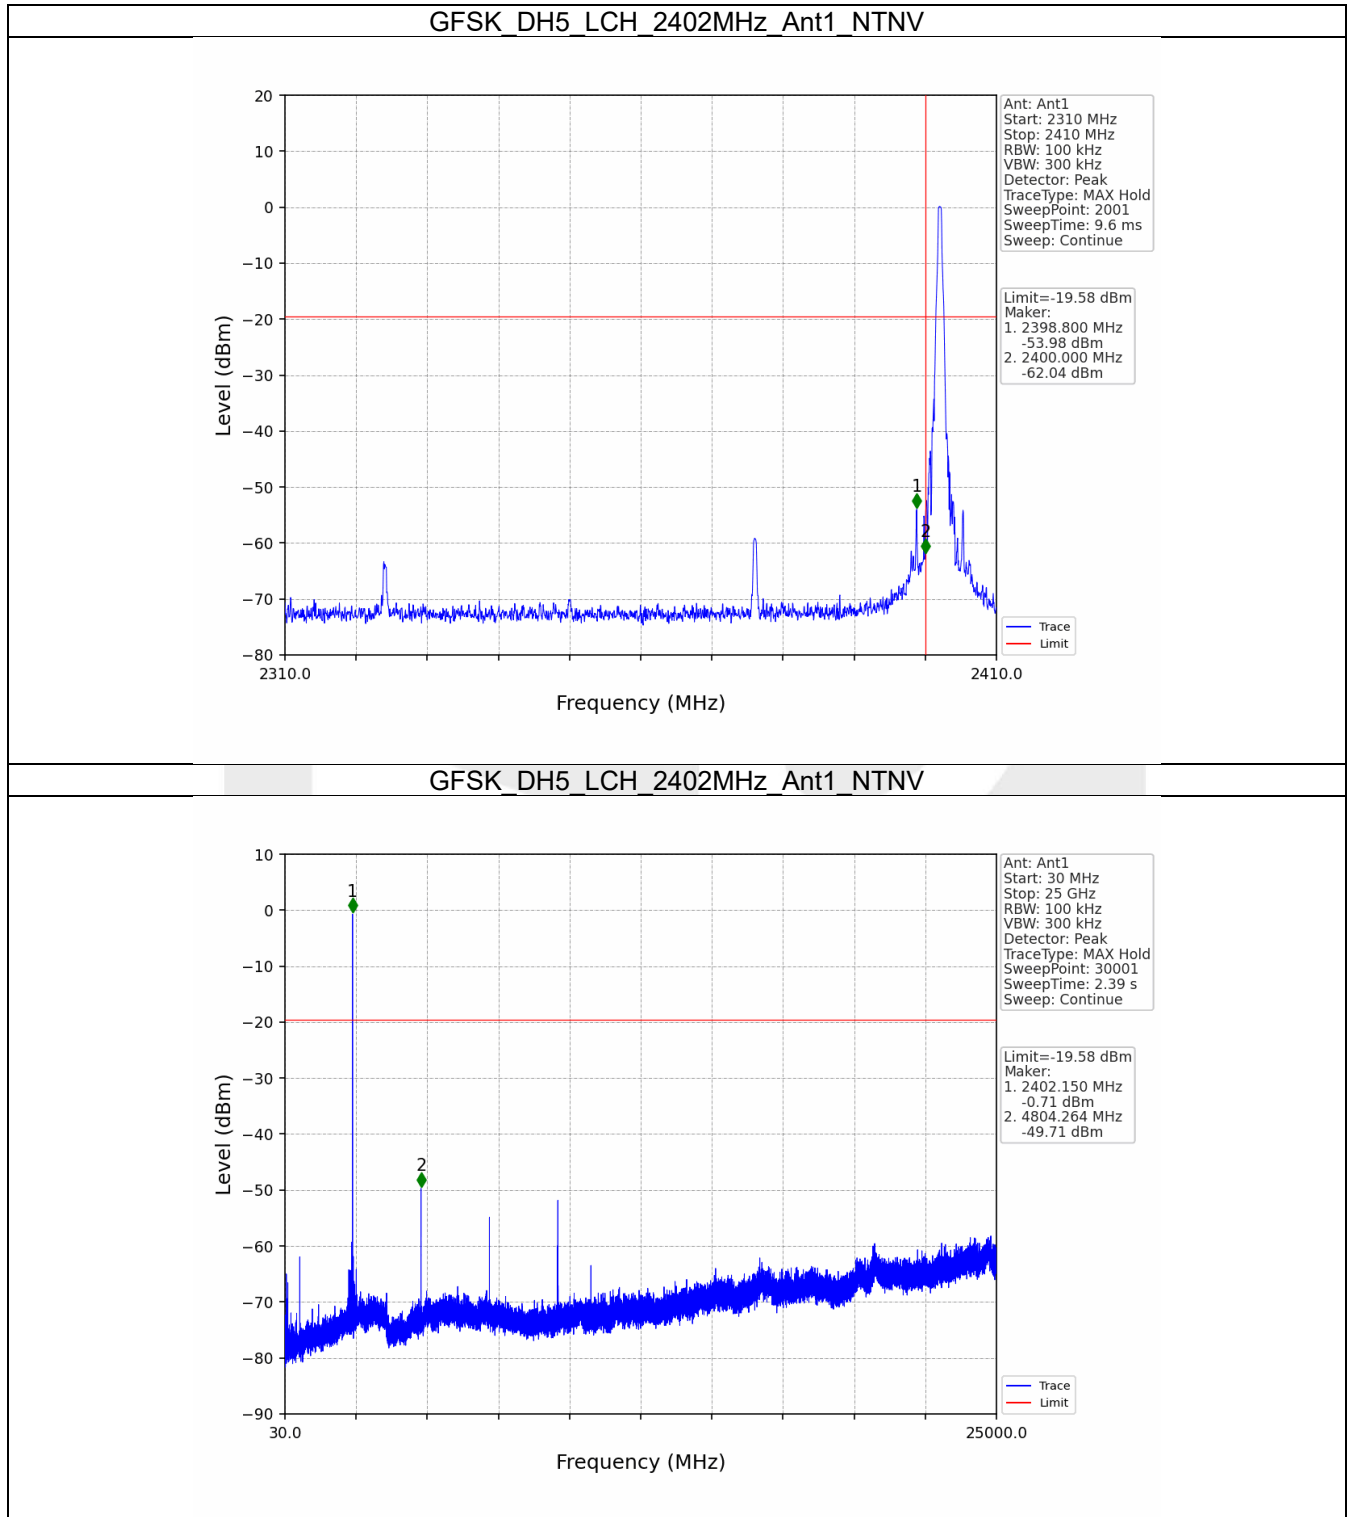 GFSK_DH5_LCH_2402MHz_Ant1_NTNV
20
10
0
−10
−20
−30
−40
−50
−60
−70
−80
Level (dBm)
2310.0
2410.0
Frequency (MHz)
1
2
Ant: Ant1
Start: 2310 MHz
Stop: 2410 MHz
RBW: 100 kHz
VBW: 300 kHz
Detector: Peak
TraceType: MAX Hold
SweepPoint: 2001
SweepTime: 9.6 ms
Sweep: Continue
Limit=-19.58 dBm
Maker:
1. 2398.800 MHz
-53.98 dBm
2. 2400.000 MHz
-62.04 dBm
Trace
Limit
GFSK_DH5_LCH_2402MHz_Ant1_NTNV
10
0
−10
−20
−30
−40
−50
−60
−70
−80
−90
Level (dBm)
30.0
25000.0
Frequency (MHz)
1
2
Ant: Ant1
Start: 30 MHz
Stop: 25 GHz
RBW: 100 kHz
VBW: 300 kHz
Detector: Peak
TraceType: MAX Hold
SweepPoint: 30001
SweepTime: 2.39 s
Sweep: Continue
Limit=-19.58 dBm
Maker:
1. 2402.150 MHz
-0.71 dBm
2. 4804.264 MHz
-49.71 dBm
Trace
Limit